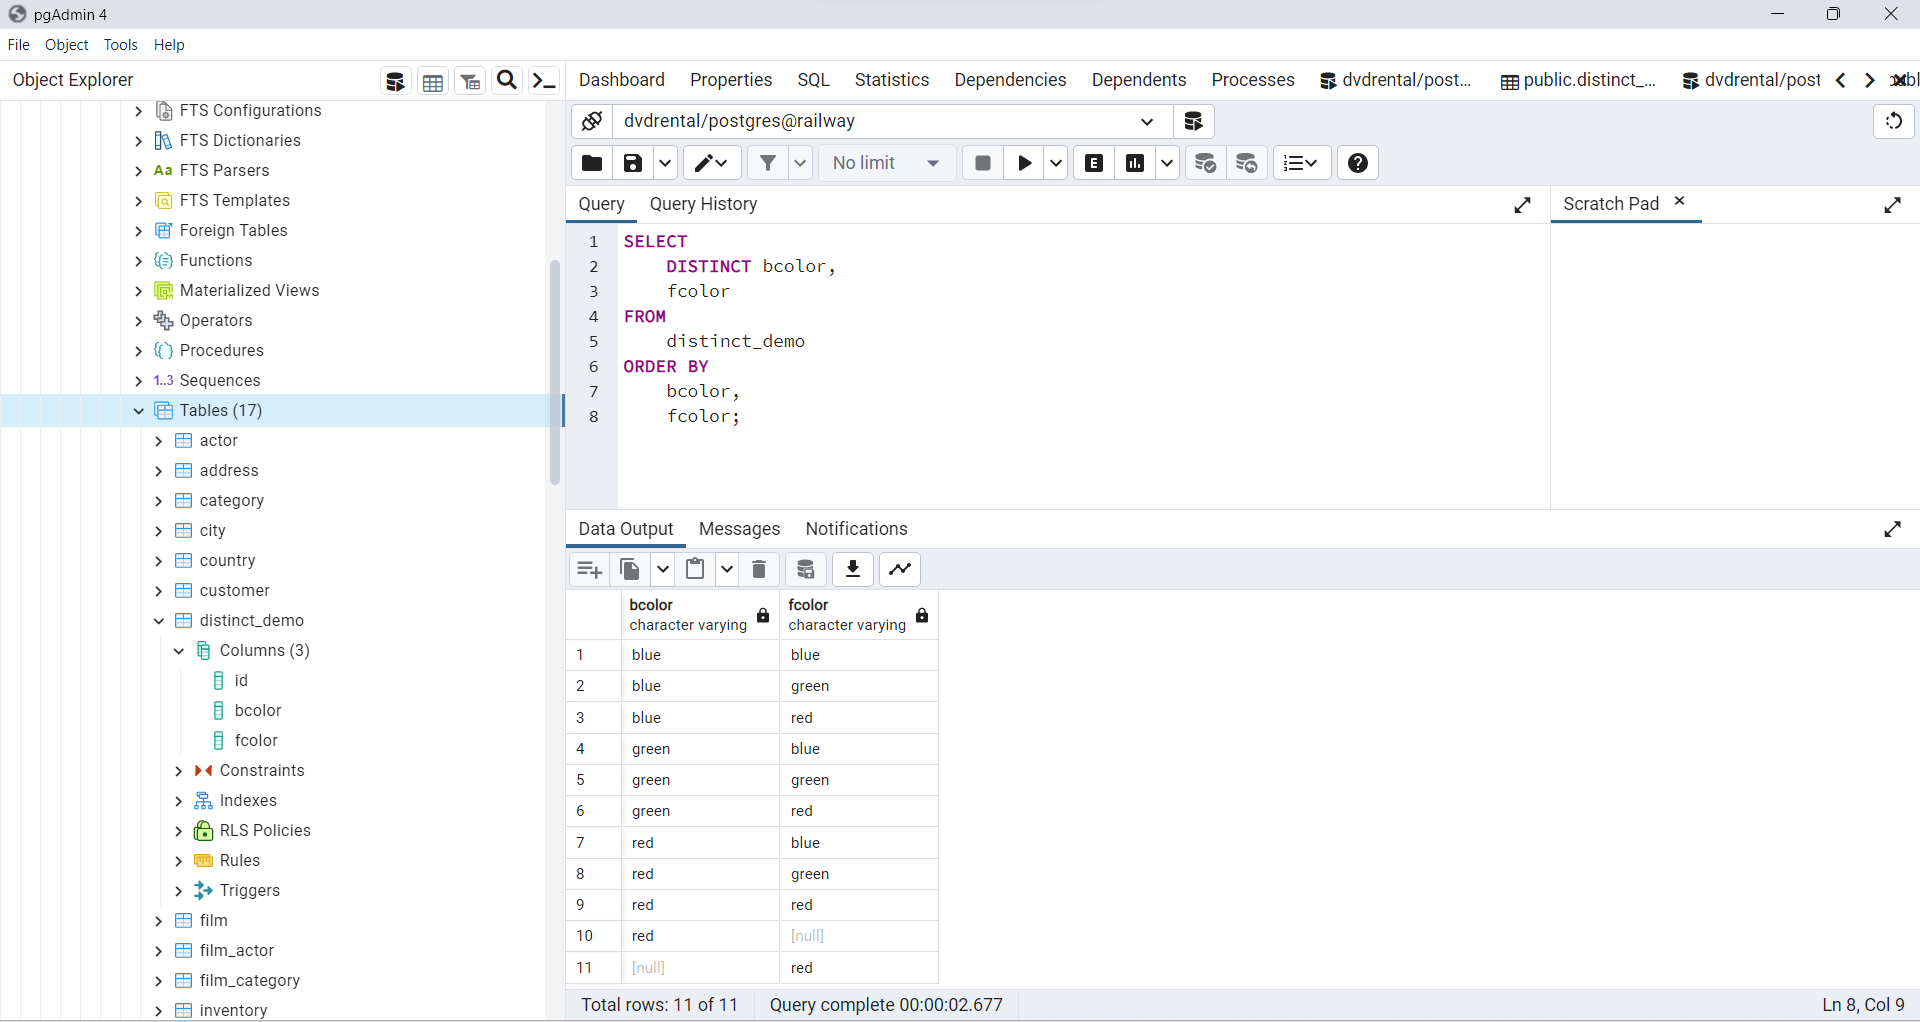 pgAdmin 4
File Object Tools Help
Object Explorer
Dashboard Properties SQL Statistics Dependencies Dependents Processes dvdrental/post... public.distinct_... dvdrental/post
FTS Configurations
FTS Dictionaries
Aa FTS Parsers
FTS Templates
Foreign Tables
Functions
Materialized Views
Operators
Procedures
1..3 Sequences
Tables (17)
actor
address
category
city
country
customer
distinct_demo
Columns (3)
id
bcolor
fcolor
Constraints
Indexes
RLS Policies
Rules
Triggers
film
film_actor
film_category
inventory
dvdrental/postgres@railway
No limit
E
Query Query History
Scratch Pad
1 SELECT
2 DISTINCT bcolor,
3 fcolor
4 FROM
5 distinct_demo
6 ORDER BY
7 bcolor,
8 fcolor;
Data Output Messages Notifications
bcolor fcolor
character varying character varying
1 blue blue
2 blue green
3 blue red
4 green blue
5 green green
6 green red
7 red blue
8 red green
9 red red
10 red [null]
11 [null] red
Total rows: 11 of 11 Query complete 00:00:02.677 Ln 8, Col 9